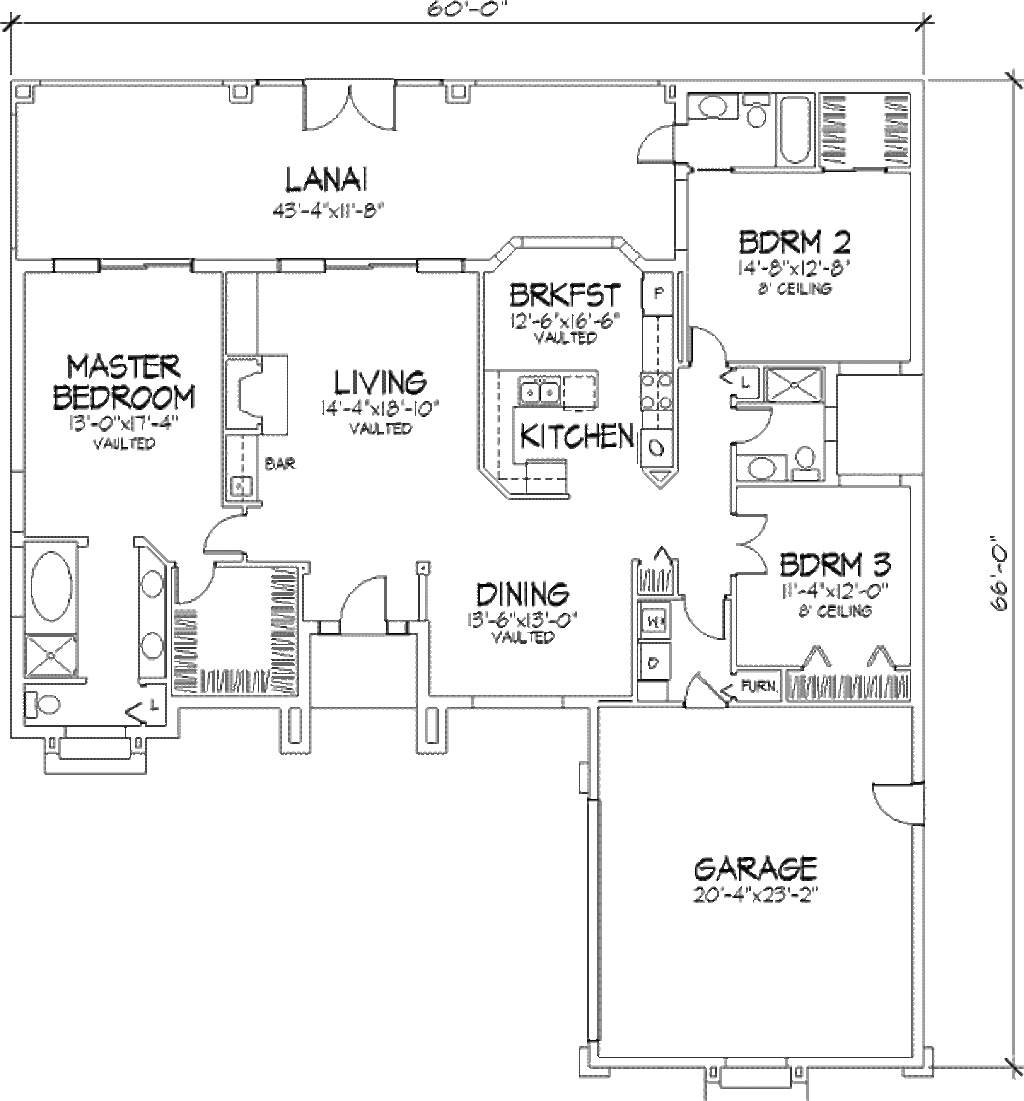 60'-0"
LANAI
43'-4"x11'-8"
BDRM 2
14'-8"x12'-8"
8' CEILING
BRKFST
12'-6"x16'-6"
VAULTED
P
MASTER
BEDROOM
13'-0"x17'-4"
VAULTED
LIVING
14'-4"x18'-10"
VAULTED
L
KITCHEN
BAR
66'-0"
BDRM 3
11'-4"x12'-0"
8' CEILING
DINING
13'-6"x13'-0"
VAULTED
W
D
FURN.
L
GARAGE
20'-4"x23'-2"